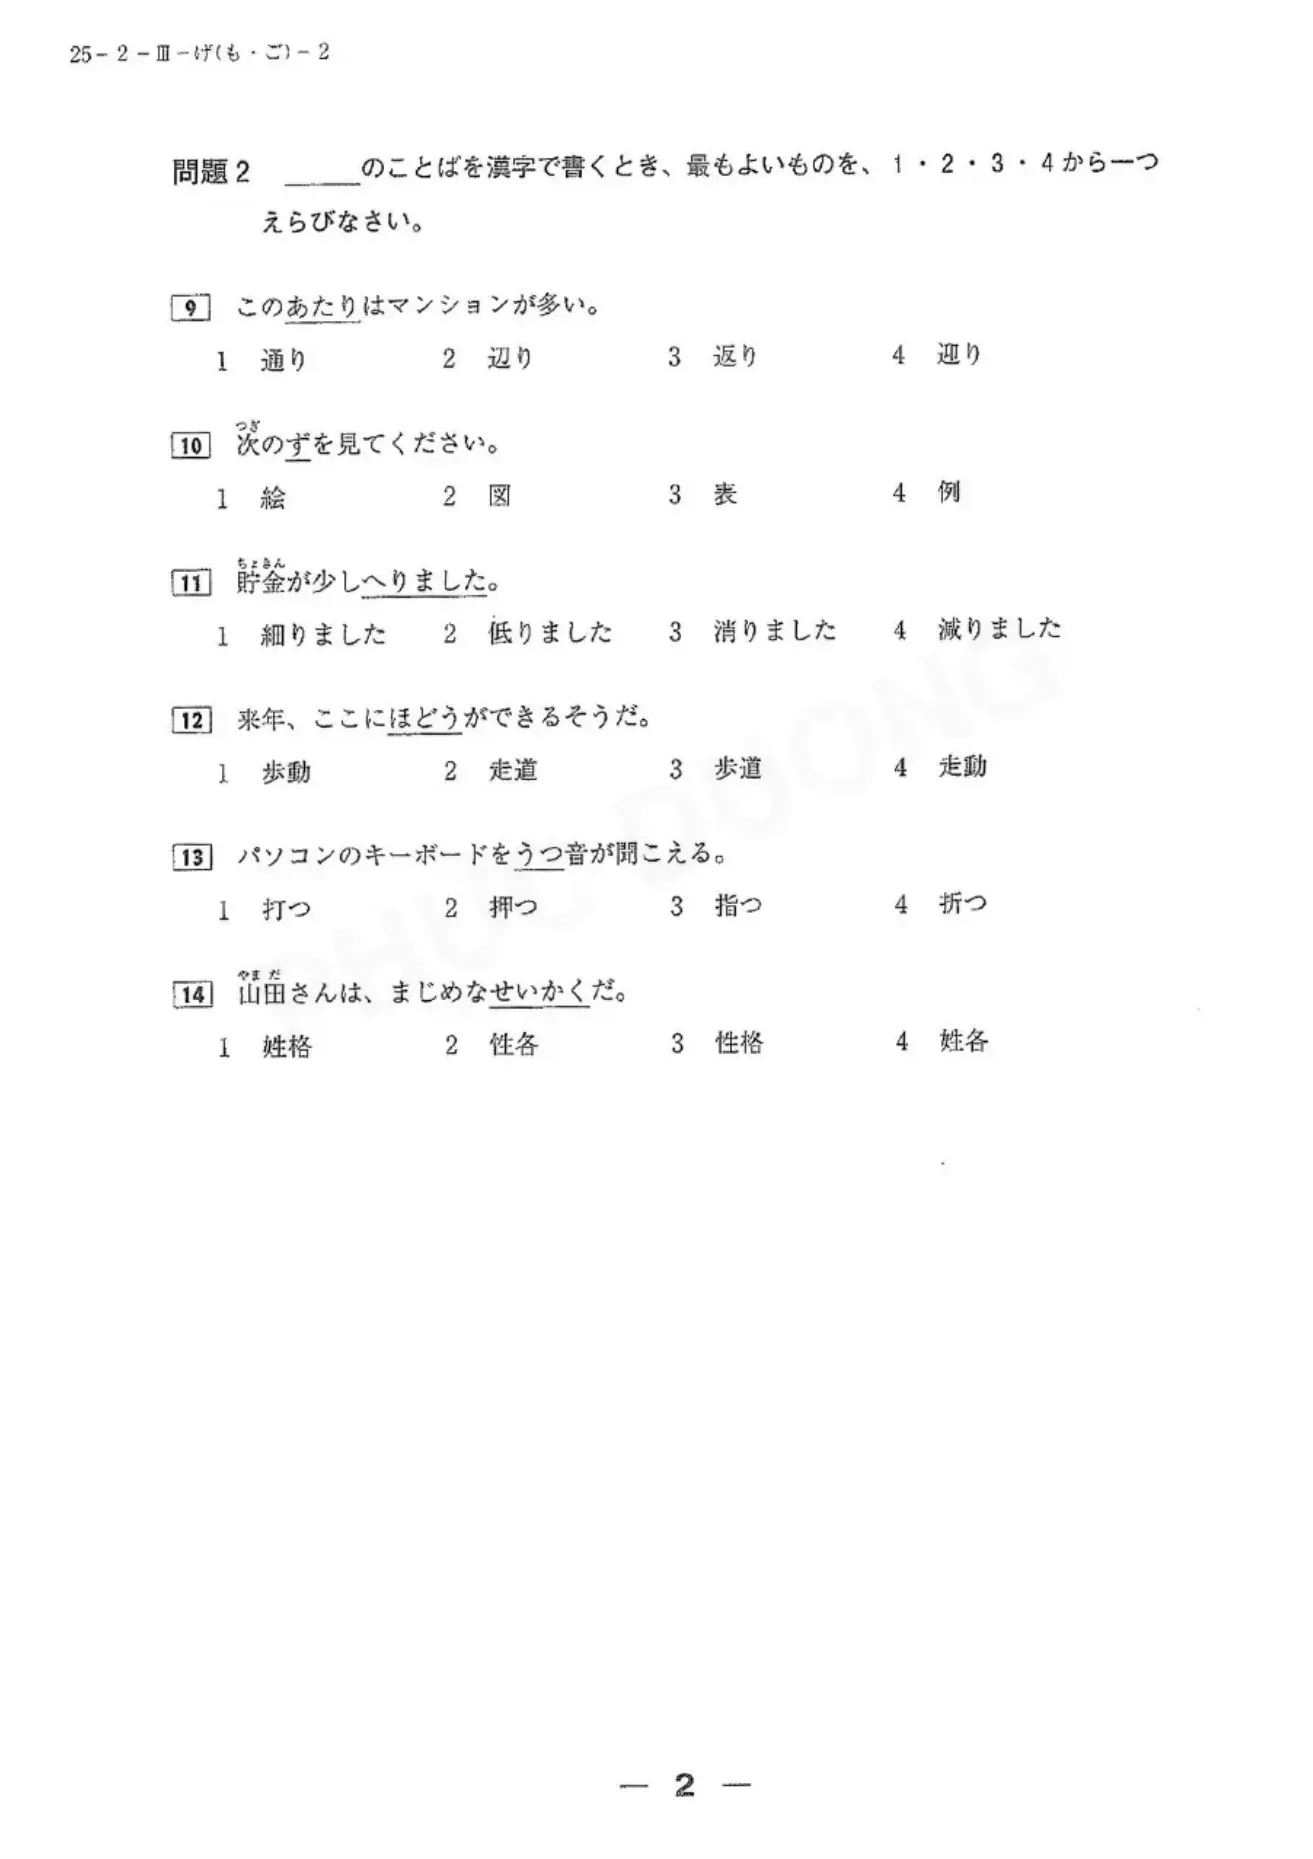 25-2-Ⅲ-げ(も・ご)-2
問題2 ＿＿＿のことばを漢字で書くとき、最もよいものを、1・2・3・4から一つ
えらびなさい。
9 このあたりはマンションが多い。
1 通り 2 辺り 3 返り 4 迎り
つぎ
10 次のずを見てください。
1 絵 2 図 3 表 4 例
ちょきん
11 貯金が少しへりました。
1 細りました 2 低りました 3 消りました 4 減りました
12 来年、ここにほどうができるそうだ。
1 歩動 2 走道 3 歩道 4 走動
13 パソコンのキーボードをうつ音が聞こえる。
1 打つ 2 押つ 3 指つ 4 折つ
やまだ
14 山田さんは、まじめなせいかくだ。
1 姓格 2 性各 3 性格 4 姓各
PHUC DUONG
— 2 —